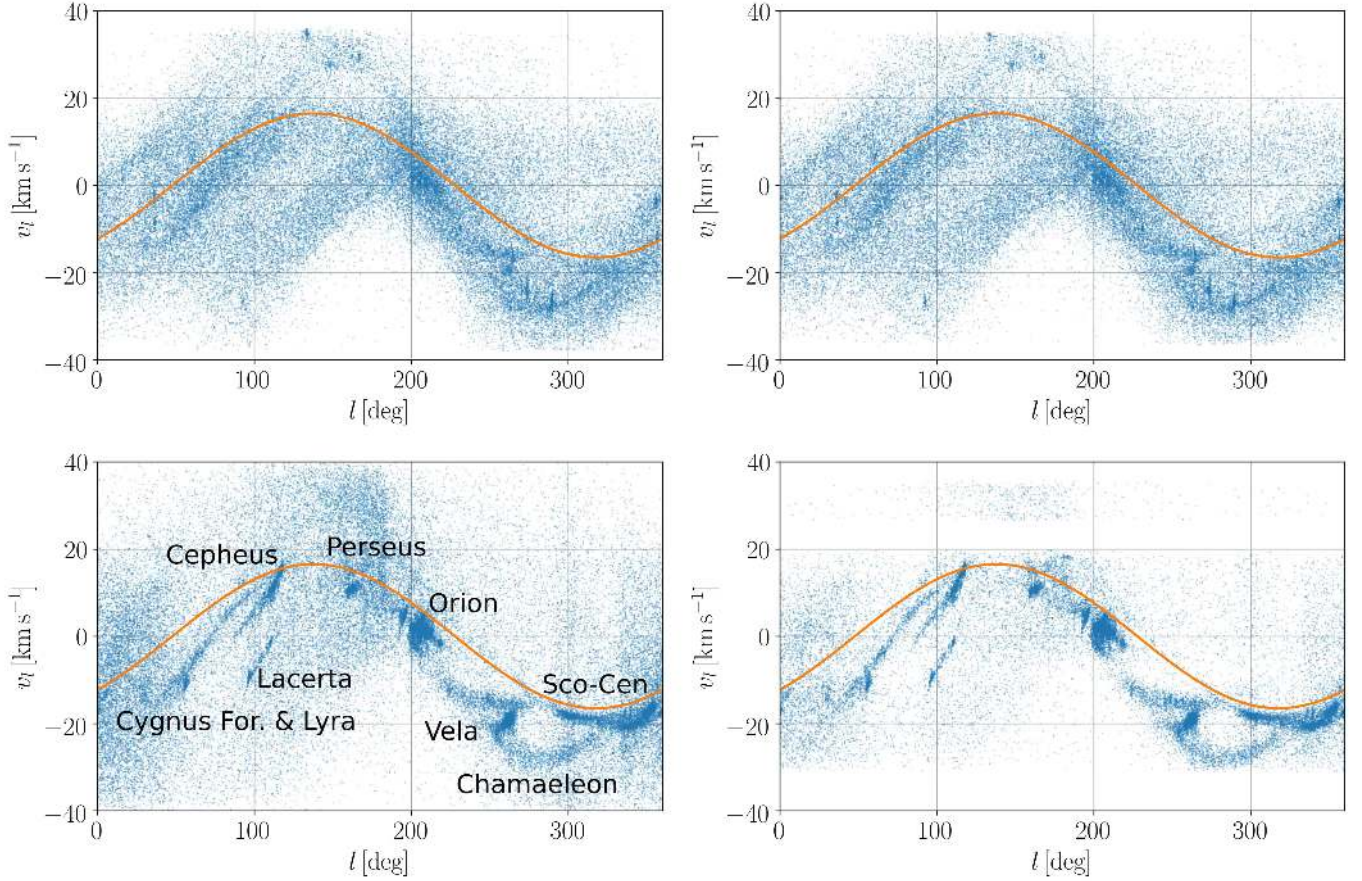 40
20
0
−20
−40
v_l [km s⁻¹]
0
100
200
300
l [deg]
40
20
0
−20
−40
v_l [km s⁻¹]
0
100
200
300
l [deg]
40
20
0
−20
−40
v_l [km s⁻¹]
Cepheus
Perseus
Orion
Lacerta
Sco-Cen
Cygnus For. & Lyra
Vela
Chamaeleon
0
100
200
300
l [deg]
40
20
0
−20
−40
v_l [km s⁻¹]
0
100
200
300
l [deg]